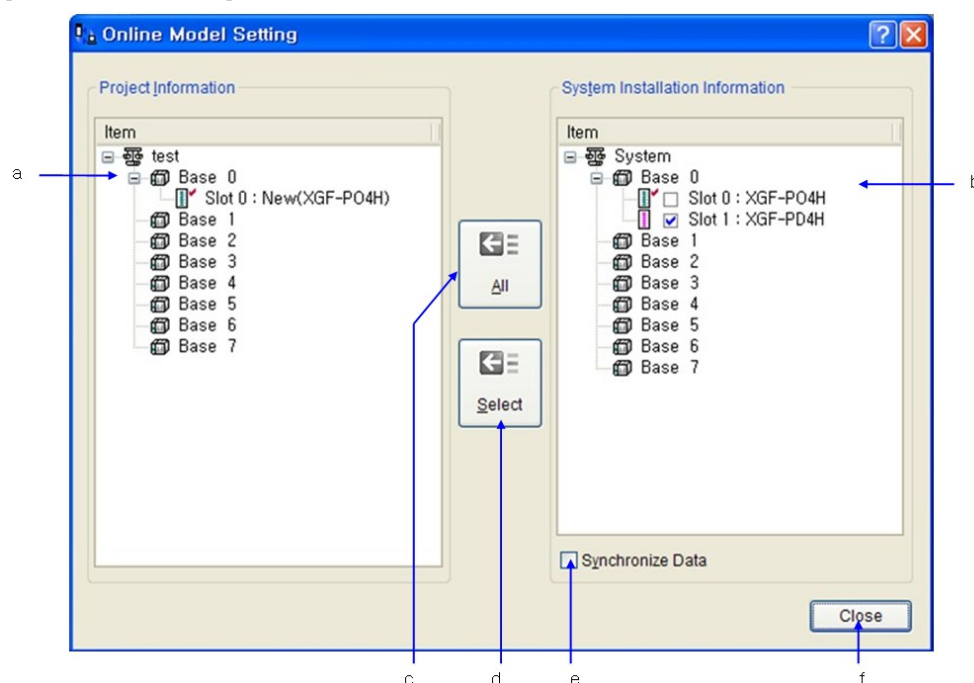 Online Model Setting
Project Information
Item
test
Base 0
Slot 0 : New(XGF-PO4H)
Base 1
Base 2
Base 3
Base 4
Base 5
Base 6
Base 7
All
Select
System Installation Information
Item
System
Base 0
Slot 0 : XGF-PO4H
Slot 1 : XGF-PD4H
Base 1
Base 2
Base 3
Base 4
Base 5
Base 6
Base 7
Synchronize Data
Close
a
b
c
d
e
f